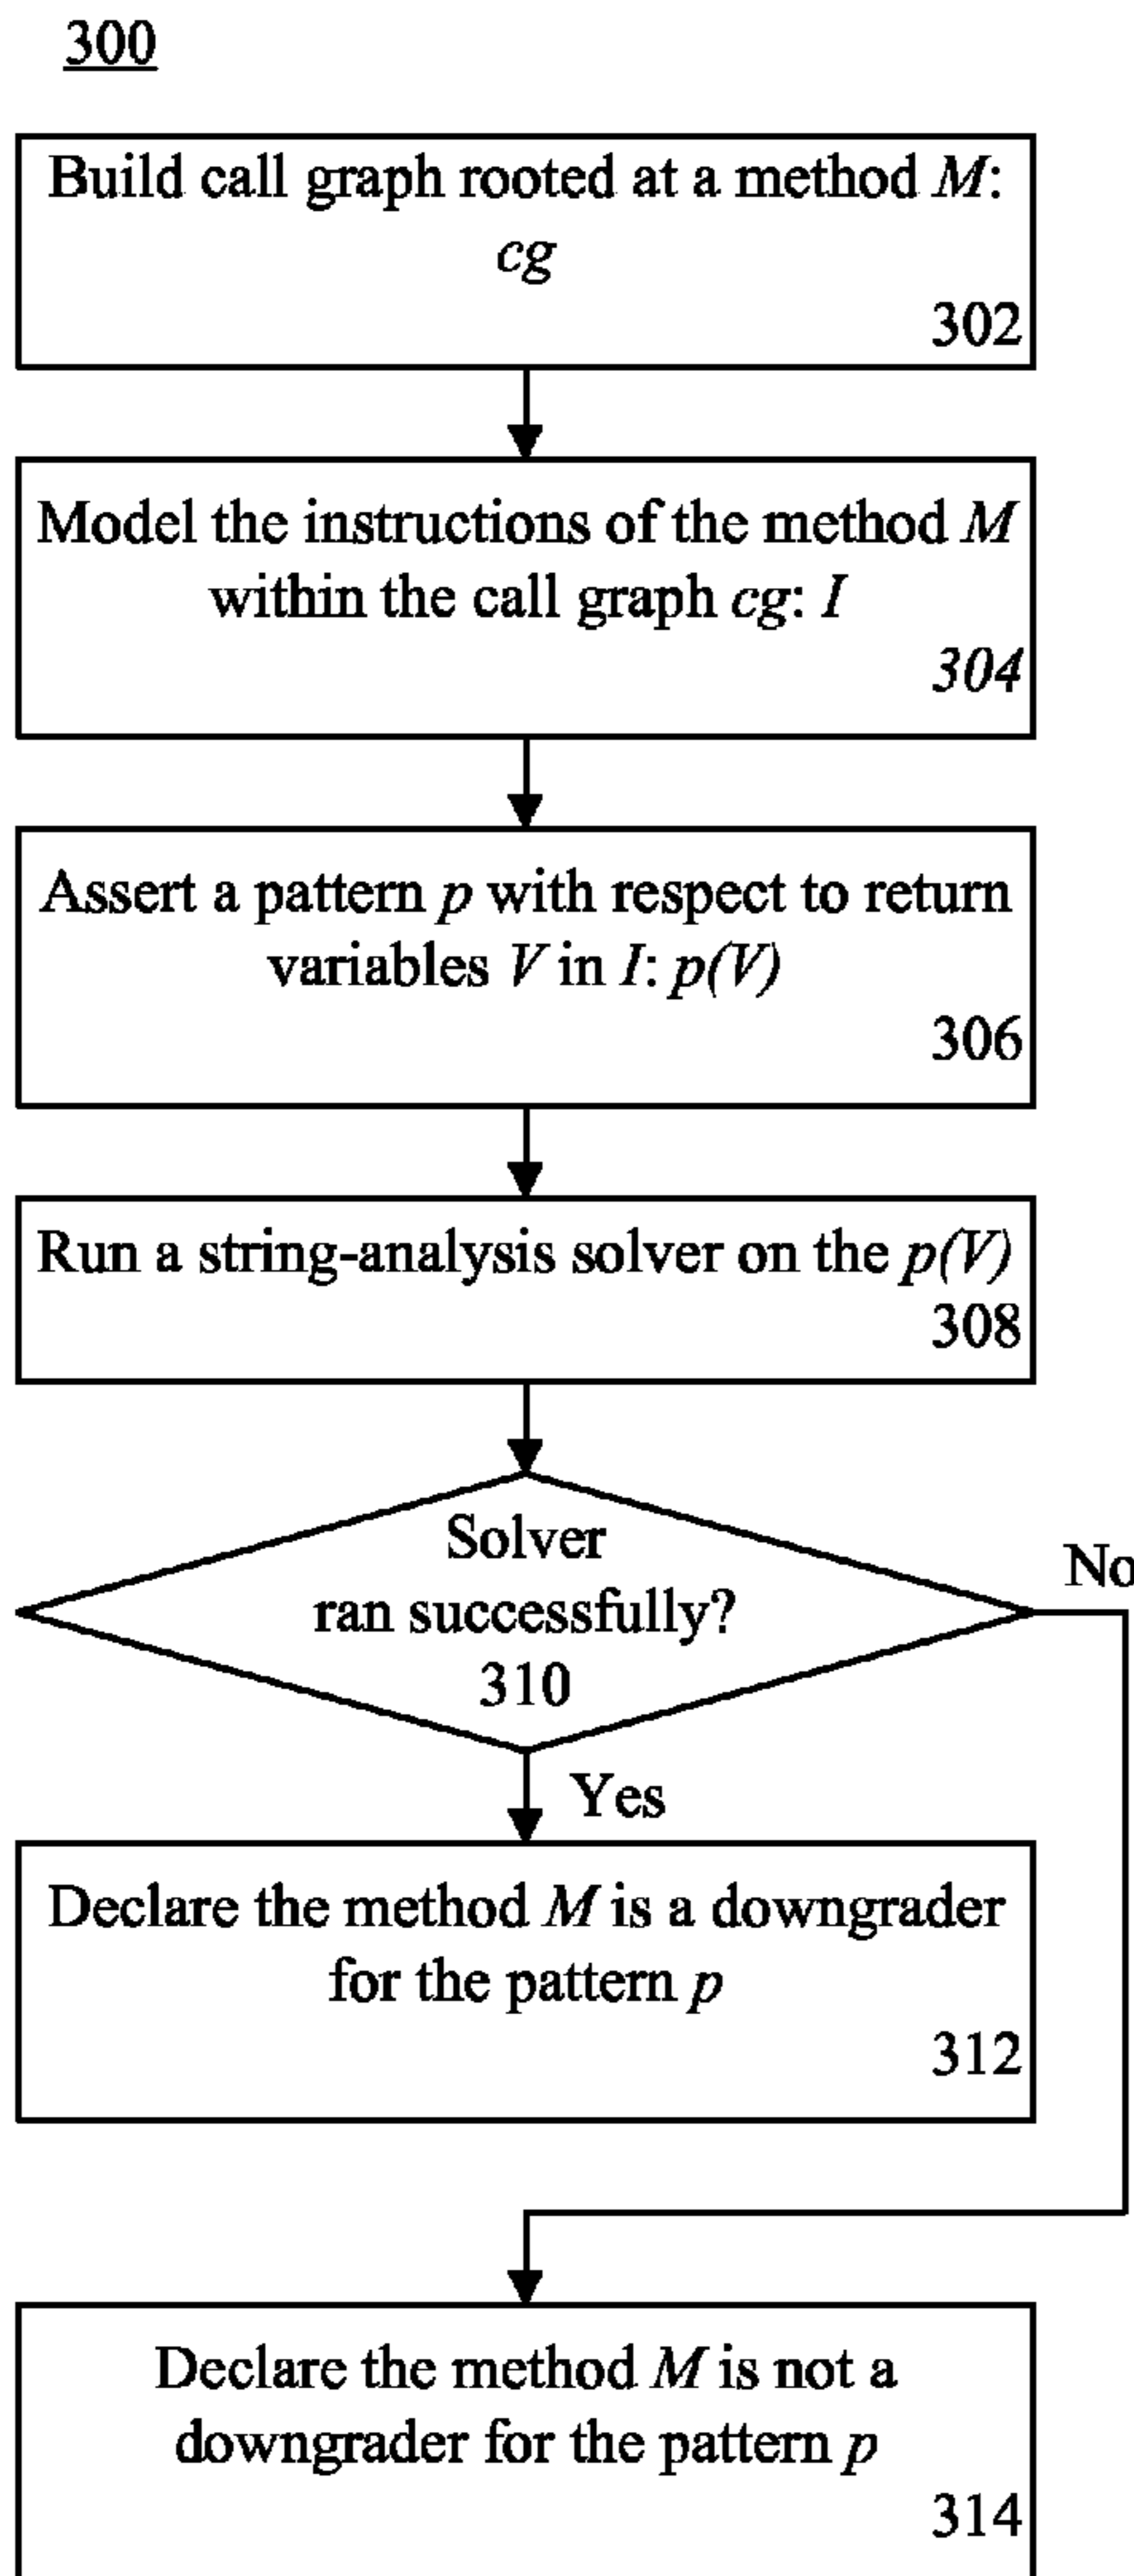 300
Build call graph rooted at a method M:
cg
302
Model the instructions of the method M
within the call graph cg: I
304
Assert a pattern p with respect to return
variables V in I: p(V)
306
Run a string-analysis solver on the p(V)
308
Solver
ran successfully?
310
No
Yes
Declare the method M is a downgrader
for the pattern p
312
Declare the method M is not a
downgrader for the pattern p
314